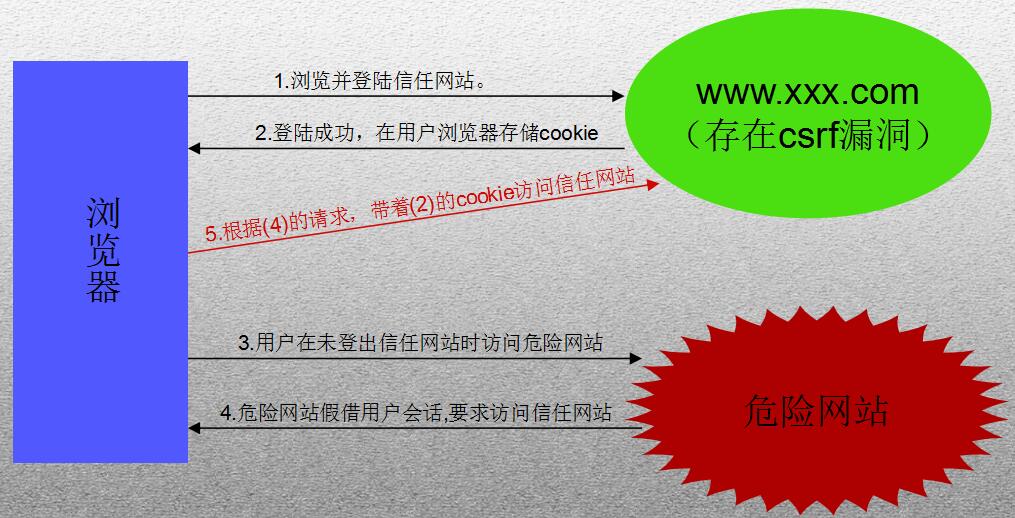 1.浏览并登陆信任网站。
www.xxx.com
（存在csrf漏洞）
2.登陆成功，在用户浏览器存储cookie
5.根据(4)的请求，带着(2)的cookie访问信任网站
浏
览
器
3.用户在未登出信任网站时访问危险网站
4.危险网站假借用户会话,要求访问信任网站
危险网站